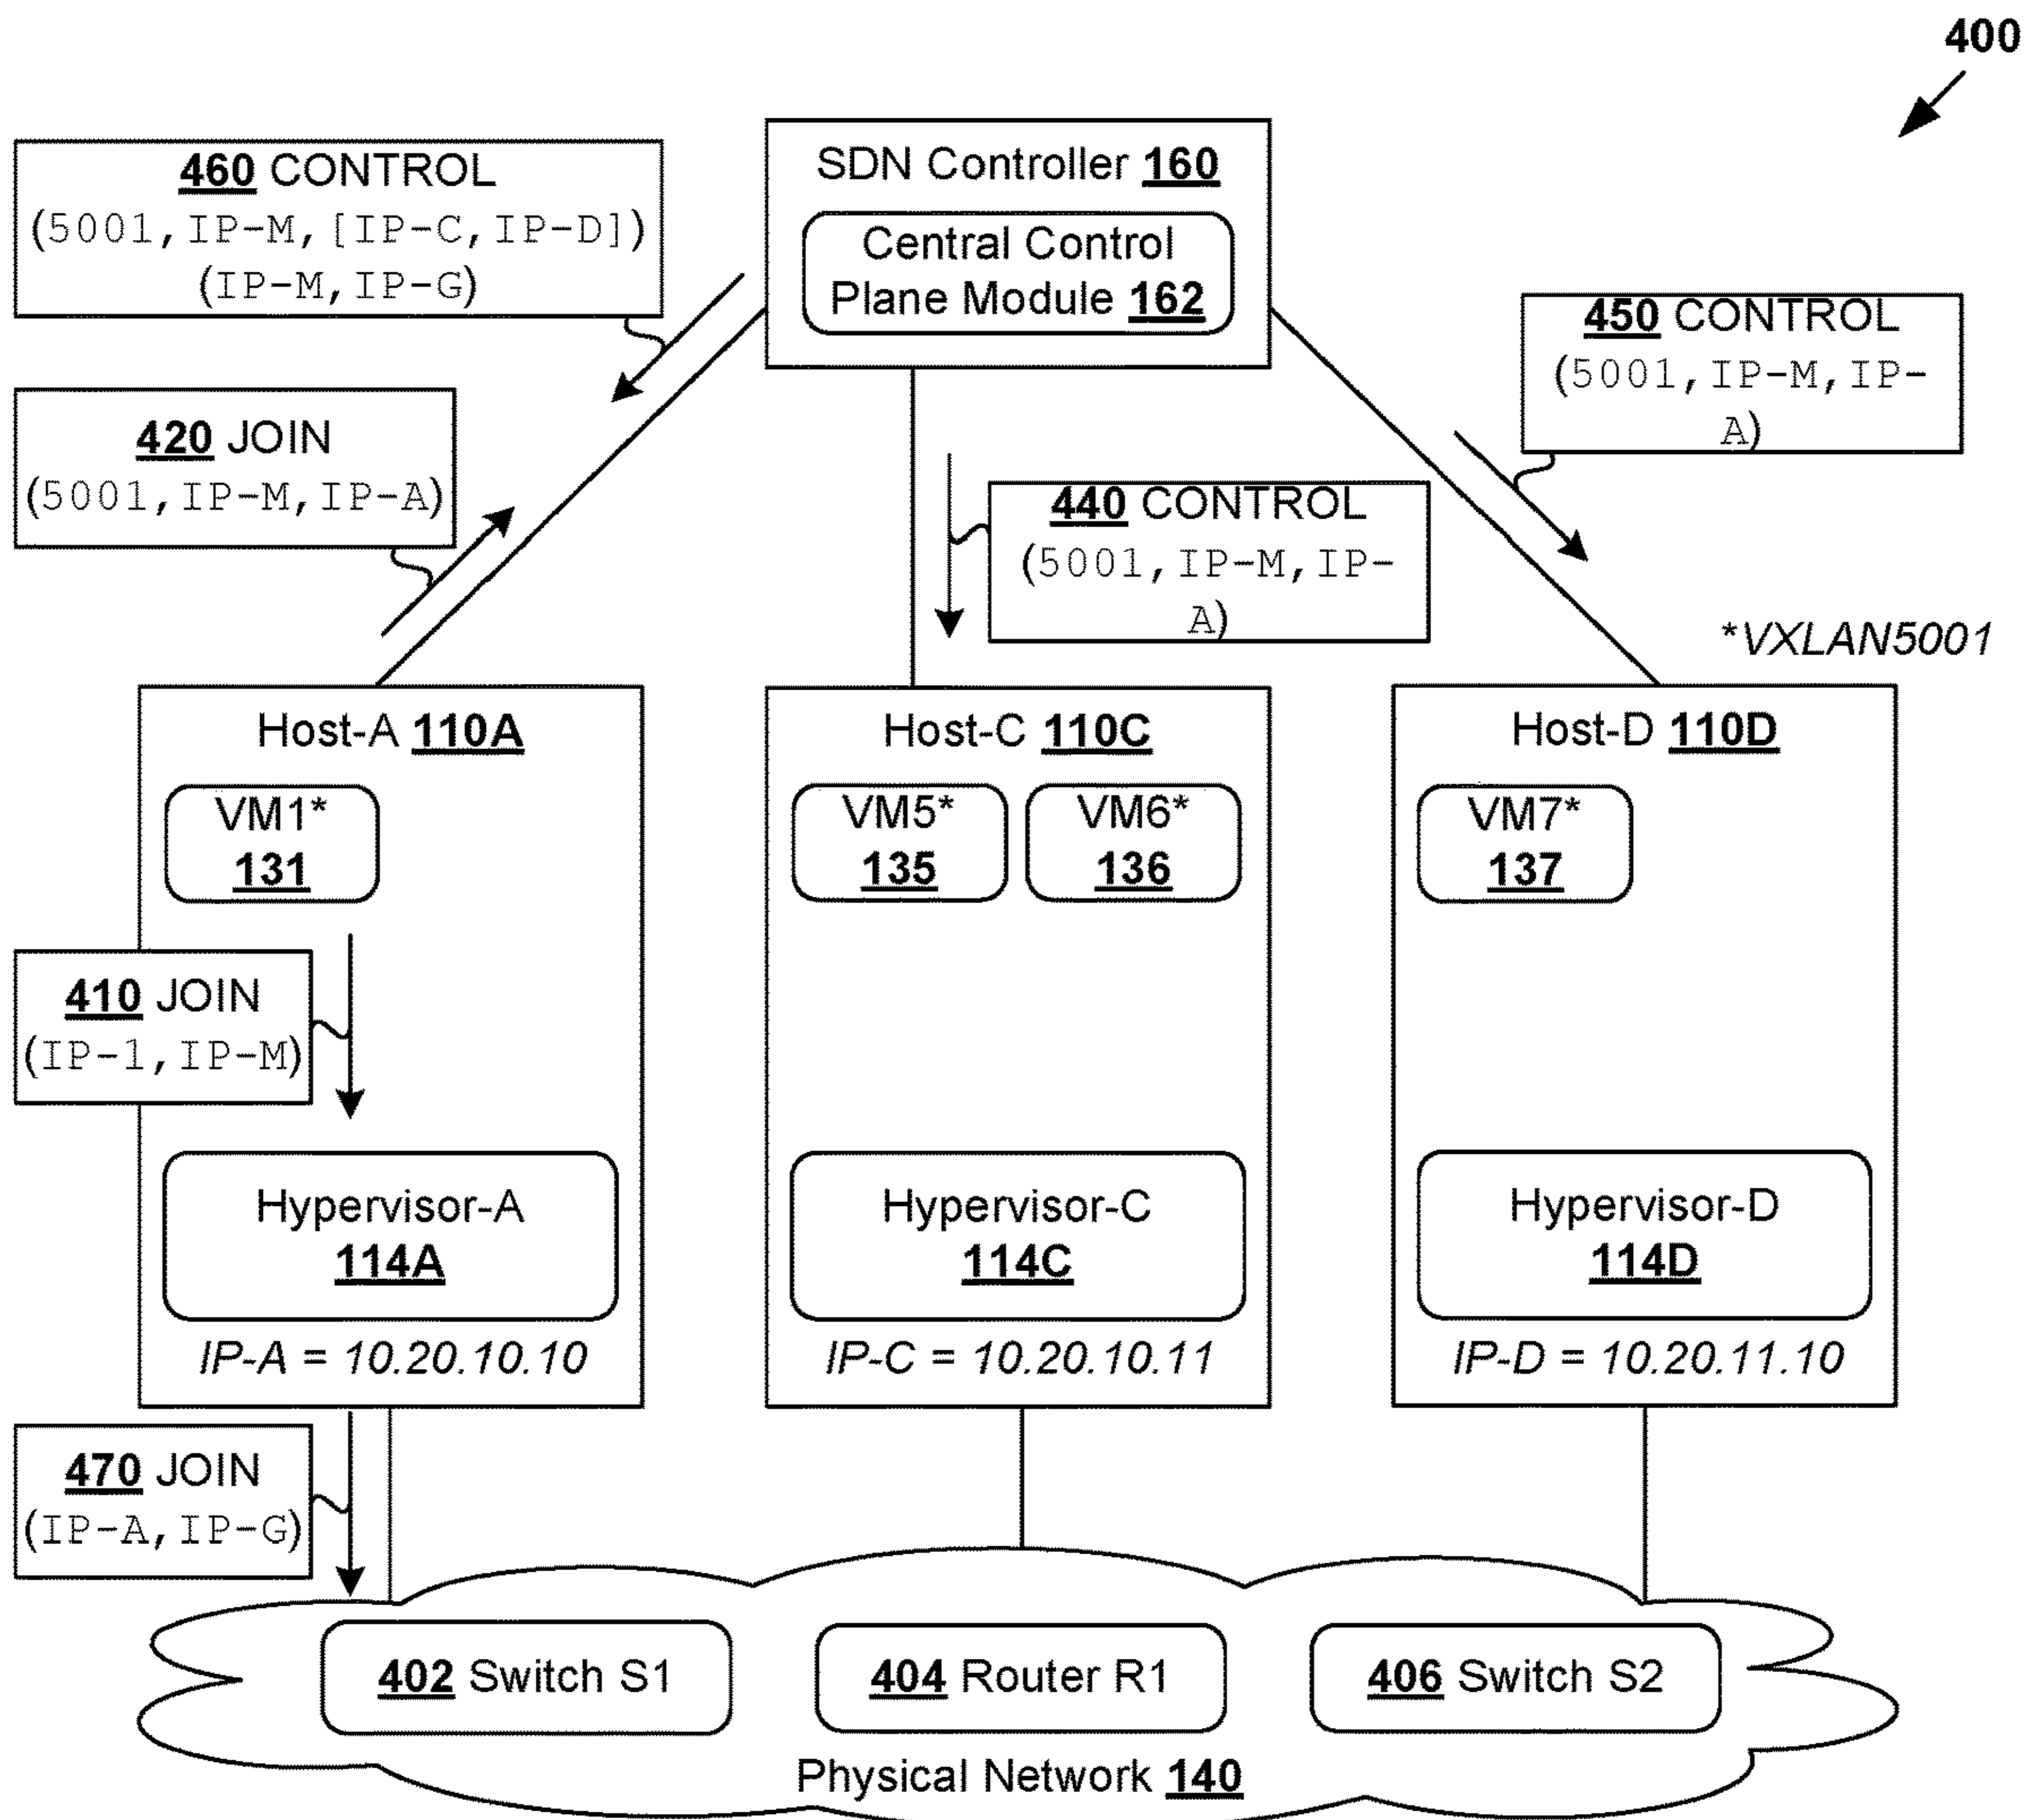 400
460 CONTROL
(5001, IP-M, [IP-C, IP-D])
(IP-M, IP-G)
SDN Controller 160
Central Control
Plane Module 162
450 CONTROL
(5001, IP-M, IP-
A)
420 JOIN
(5001, IP-M, IP-A)
440 CONTROL
(5001, IP-M, IP-
A)
*VXLAN5001
Host-A 110A
VM1*
131
410 JOIN
(IP-1, IP-M)
Hypervisor-A
114A
IP-A = 10.20.10.10
Host-C 110C
VM5*
135
VM6*
136
Hypervisor-C
114C
IP-C = 10.20.10.11
Host-D 110D
VM7*
137
Hypervisor-D
114D
IP-D = 10.20.11.10
470 JOIN
(IP-A, IP-G)
402 Switch S1
404 Router R1
406 Switch S2
Physical Network 140